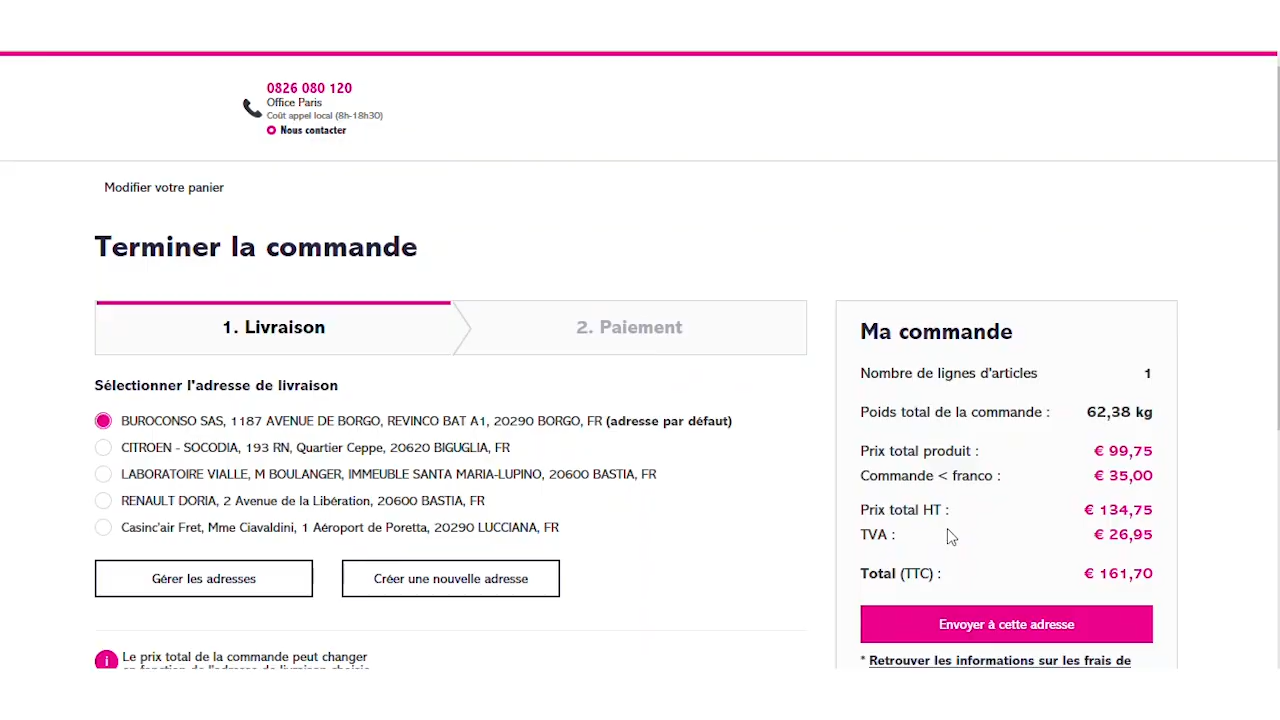 0826 080 120
Office Paris
Coût appel local (8h-18h30)
Nous contacter
Modifier votre panier
Terminer la commande
1. Livraison
2. Paiement
Sélectionner l'adresse de livraison
BUROCONSO SAS, 1187 AVENUE DE BORGO, REVINCO BAT A1, 20290 BORGO, FR (adresse par défaut)
CITROEN - SOCODIA, 193 RN, Quartier Ceppe, 20620 BIGUGLIA, FR
LABORATOIRE VIALLE, M BOULANGER, IMMEUBLE SANTA MARIA-LUPINO, 20600 BASTIA, FR
RENAULT DORIA, 2 Avenue de la Libération, 20600 BASTIA, FR
Casinc'air Fret, Mme Ciavaldini, 1 Aéroport de Poretta, 20290 LUCCIANA, FR
Gérer les adresses
Créer une nouvelle adresse
Le prix total de la commande peut changer
en fonction de l'adresse de livraison choisie
Ma commande
Nombre de lignes d'articles 1
Poids total de la commande : 62,38 kg
Prix total produit : € 99,75
Commande < franco : € 35,00
Prix total HT : € 134,75
TVA : € 26,95
Total (TTC) : € 161,70
Envoyer à cette adresse
* Retrouver les informations sur les frais de